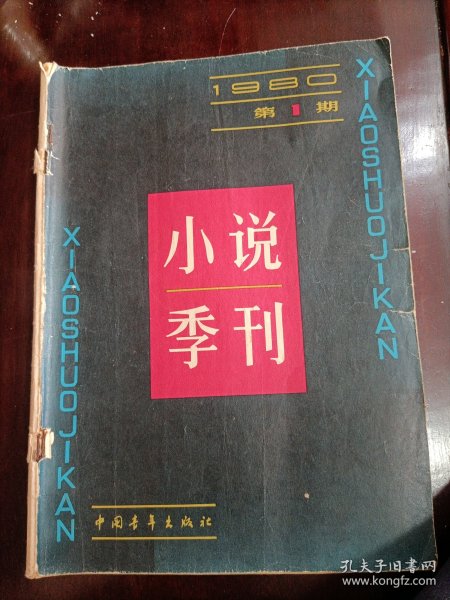 1980
第1期
XIAOSHUOJIKAN
小说
季刊
XIAOSHUOJIKAN
中国青年出版社
孔夫子旧书网
www.kongfz.com